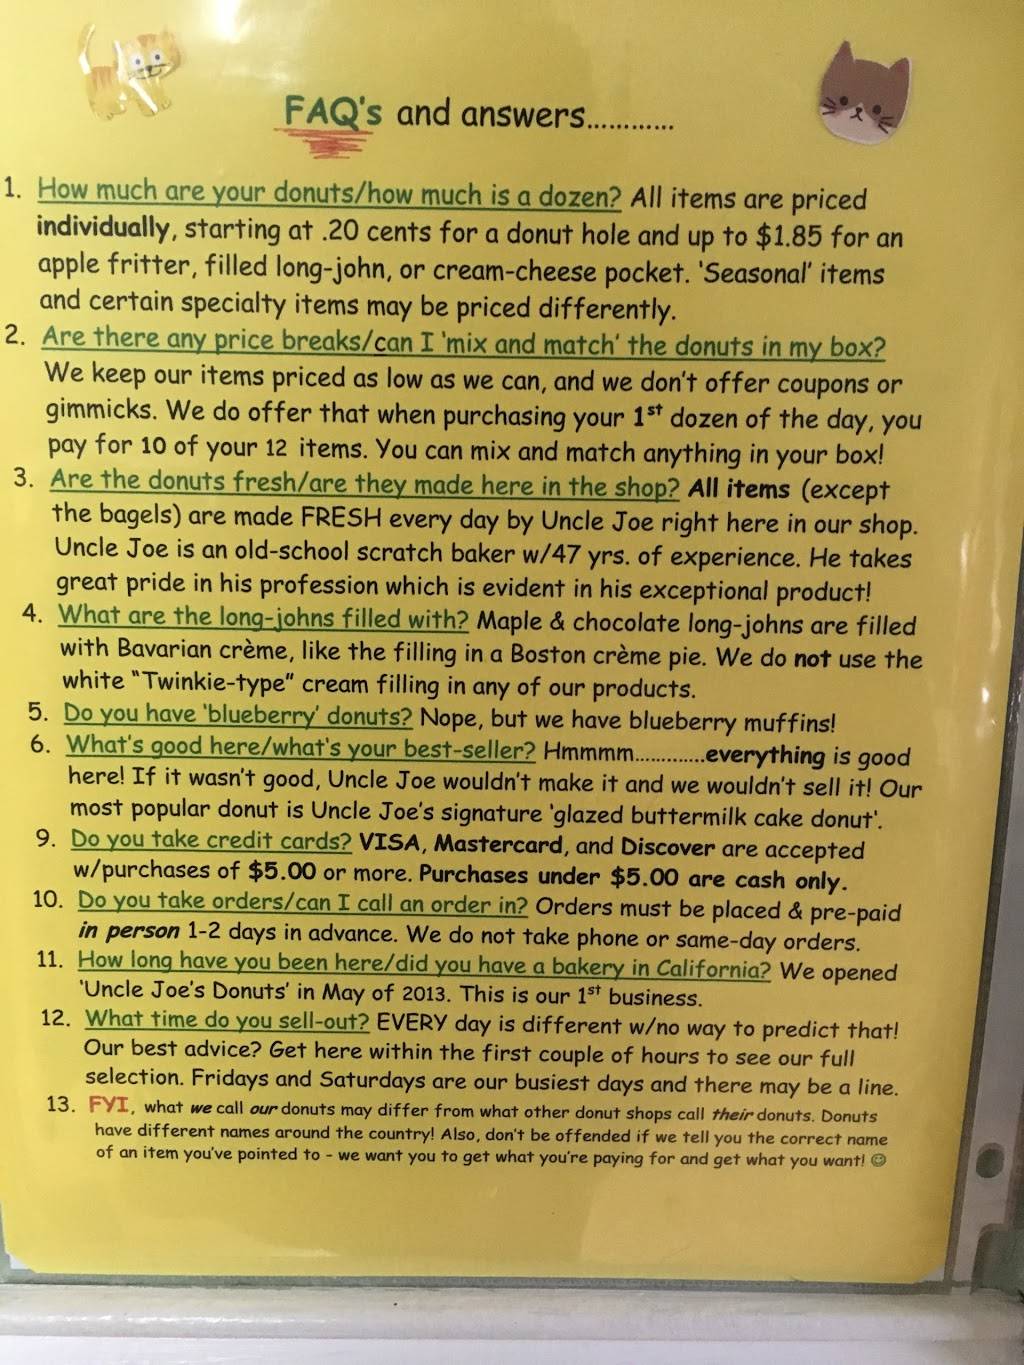 FAQ's and answers............
1. How much are your donuts/how much is a dozen? All items are priced
individually, starting at .20 cents for a donut hole and up to $1.85 for an
apple fritter, filled long-john, or cream-cheese pocket. 'Seasonal' items
and certain specialty items may be priced differently.
2. Are there any price breaks/can I 'mix and match' the donuts in my box?
We keep our items priced as low as we can, and we don't offer coupons or
gimmicks. We do offer that when purchasing your 1st dozen of the day, you
pay for 10 of your 12 items. You can mix and match anything in your box!
3. Are the donuts fresh/are they made here in the shop? All items (except
the bagels) are made FRESH every day by Uncle Joe right here in our shop.
Uncle Joe is an old-school scratch baker w/47 yrs. of experience. He takes
great pride in his profession which is evident in his exceptional product!
4. What are the long-johns filled with? Maple & chocolate long-johns are filled
with Bavarian crème, like the filling in a Boston crème pie. We do not use the
white "Twinkie-type" cream filling in any of our products.
5. Do you have 'blueberry' donuts? Nope, but we have blueberry muffins!
6. What's good here/what's your best-seller? Hmmmm.............everything is good
here! If it wasn't good, Uncle Joe wouldn't make it and we wouldn't sell it! Our
most popular donut is Uncle Joe's signature 'glazed buttermilk cake donut'.
9. Do you take credit cards? VISA, Mastercard, and Discover are accepted
w/purchases of $5.00 or more. Purchases under $5.00 are cash only.
10. Do you take orders/can I call an order in? Orders must be placed & pre-paid
in person 1-2 days in advance. We do not take phone or same-day orders.
11. How long have you been here/did you have a bakery in California? We opened
'Uncle Joe's Donuts' in May of 2013. This is our 1st business.
12. What time do you sell-out? EVERY day is different w/no way to predict that!
Our best advice? Get here within the first couple of hours to see our full
selection. Fridays and Saturdays are our busiest days and there may be a line.
13. FYI, what we call our donuts may differ from what other donut shops call their donuts. Donuts
have different names around the country! Also, don't be offended if we tell you the correct name
of an item you've pointed to - we want you to get what you're paying for and get what you want! ☺